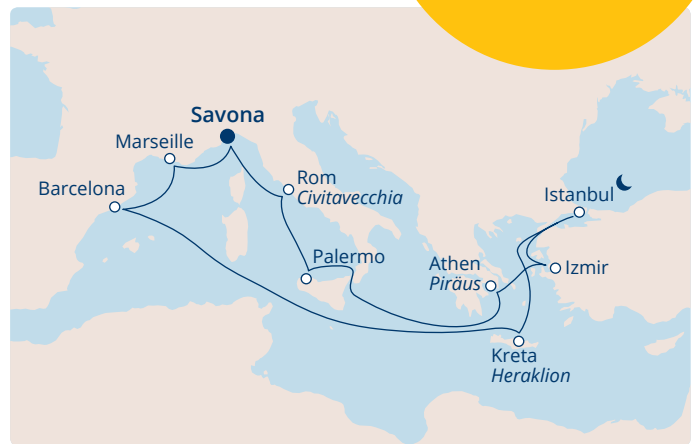 Savona
Marseille
Barcelona
Rom
Civitavecchia
Palermo
Istanbul
Athen
Piräus
Izmir
Kreta
Heraklion